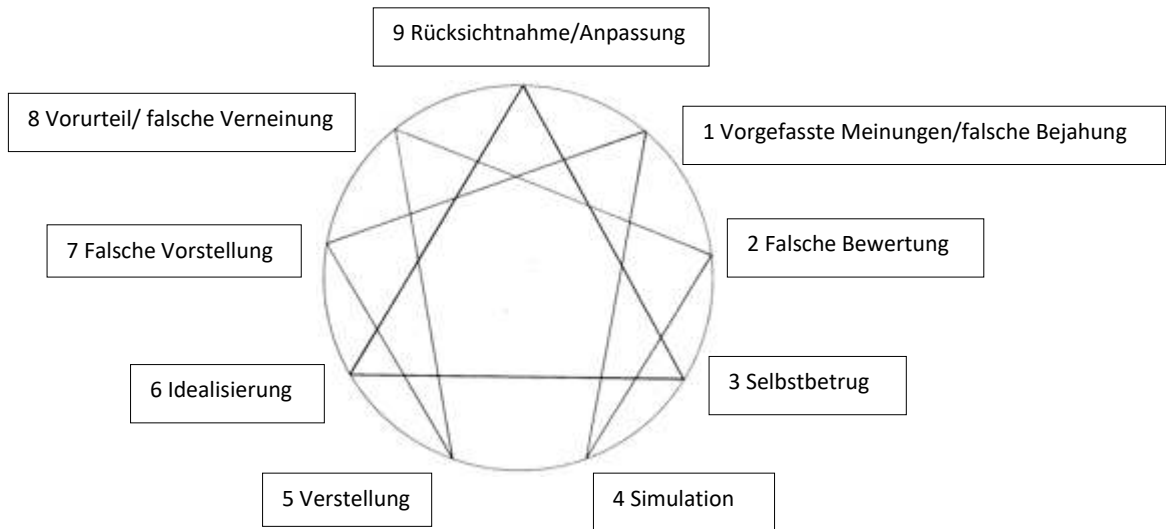 9 Rücksichtnahme/Anpassung
8 Vorurteil/ falsche Verneinung
1 Vorgefasste Meinungen/falsche Bejahung
7 Falsche Vorstellung
2 Falsche Bewertung
6 Idealisierung
3 Selbstbetrug
5 Verstellung
4 Simulation